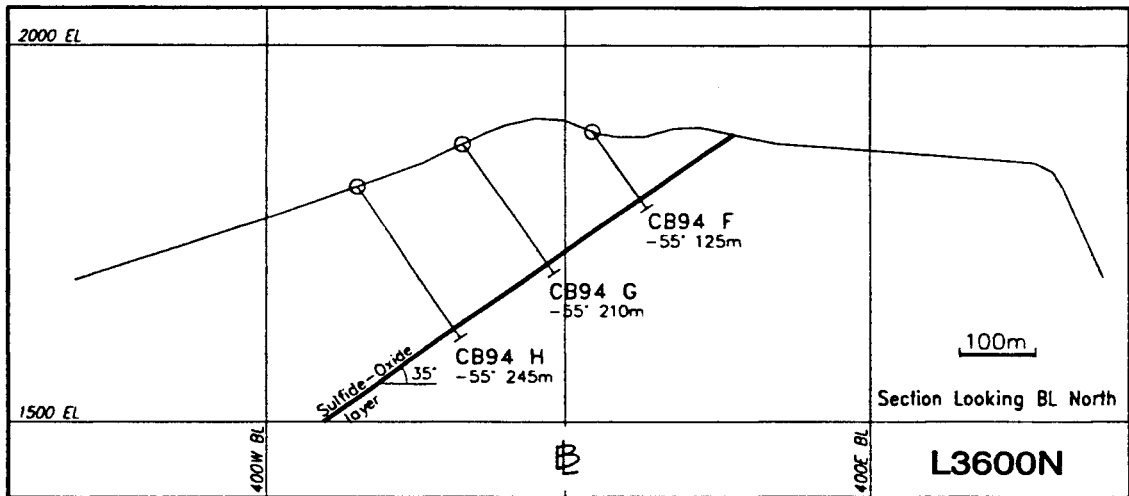 2000 EL
CB94 F
-55° 125m
CB94 G
-55° 210m
CB94 H
-55° 245m
100m
Sulfide-Oxide
layer
35°
Section Looking BL North
1500 EL
400W BL
BL
400E BL
L3600N